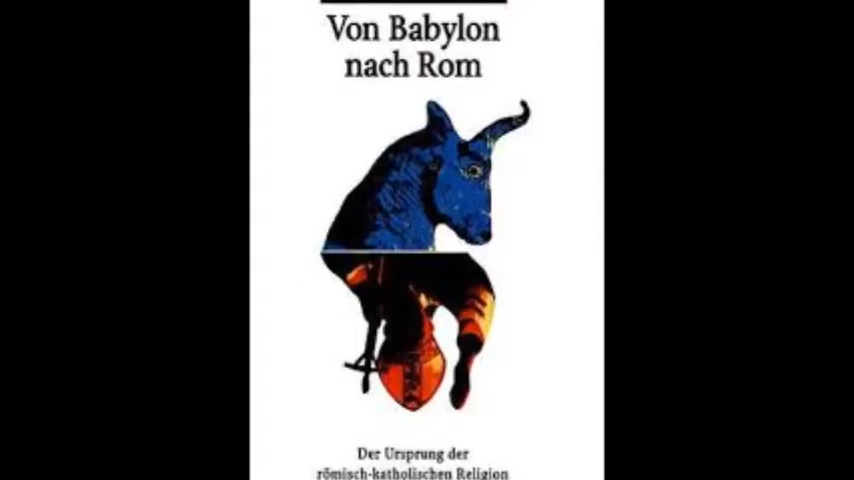 Von Babylon
nach Rom
Der Ursprung der
römisch-katholischen Religion